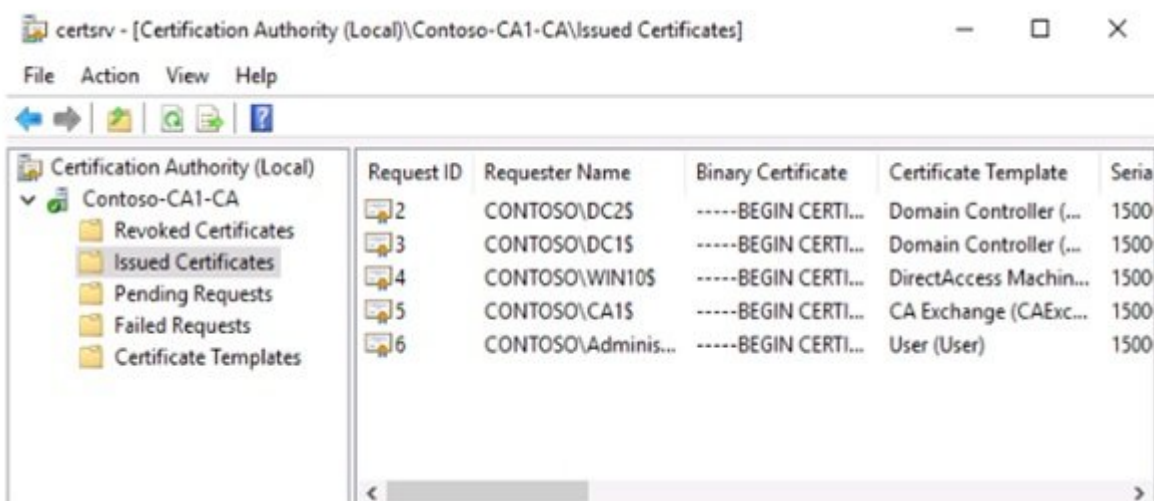 certsrv - [Certification Authority (Local)\Contoso-CA1-CA\Issued Certificates]
File Action View Help
Certification Authority (Local)
Contoso-CA1-CA
Revoked Certificates
Issued Certificates
Pending Requests
Failed Requests
Certificate Templates
Request ID Requester Name Binary Certificate Certificate Template Seria
2 CONTOSO\DC2$ -----BEGIN CERTI... Domain Controller (... 1500
3 CONTOSO\DC1$ -----BEGIN CERTI... Domain Controller (... 1500
4 CONTOSO\WIN10$ -----BEGIN CERTI... DirectAccess Machin... 1500
5 CONTOSO\CA1$ -----BEGIN CERTI... CA Exchange (CAExc... 1500
6 CONTOSO\Adminis... -----BEGIN CERTI... User (User) 1500